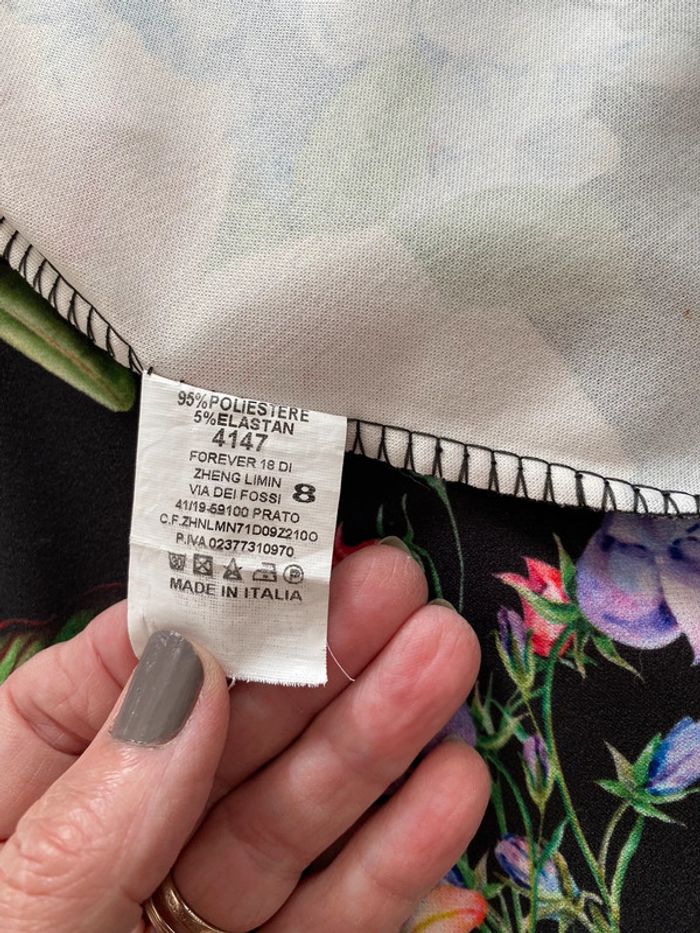 95%POLIESTERE
5%ELASTAN
4147
FOREVER 18 DI
ZHENG LIMIN
VIA DEI FOSSI 8
41/19-59100 PRATO
C.F.ZHNLMN71D09Z210O
P.IVA 02377310970
P
MADE IN ITALIA